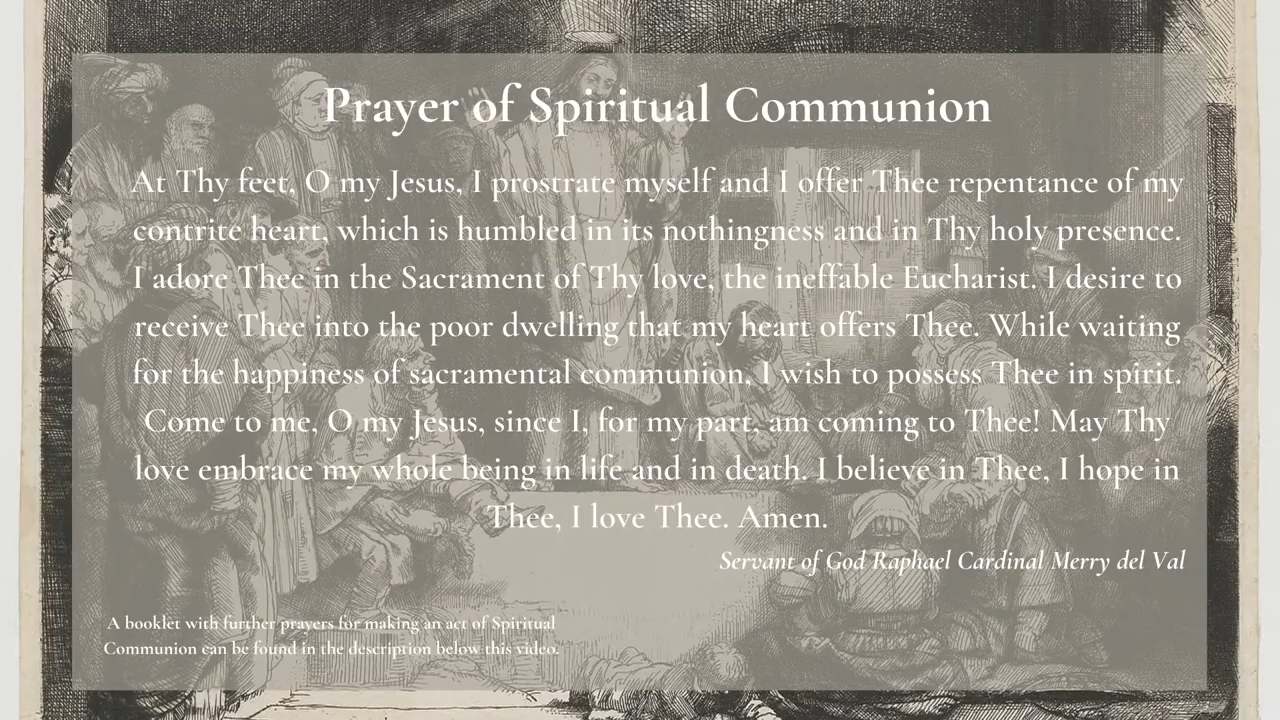 Prayer of Spiritual Communion
At Thy feet, O my Jesus, I prostrate myself and I offer Thee repentance of my
contrite heart, which is humbled in its nothingness and in Thy holy presence.
I adore Thee in the Sacrament of Thy love, the ineffable Eucharist. I desire to
receive Thee into the poor dwelling that my heart offers Thee. While waiting
for the happiness of sacramental communion, I wish to possess Thee in spirit.
Come to me, O my Jesus, since I, for my part, am coming to Thee! May Thy
love embrace my whole being in life and in death. I believe in Thee, I hope in
Thee, I love Thee. Amen.
Servant of God Raphael Cardinal Merry del Val
A booklet with further prayers for making an act of Spiritual
Communion can be found in the description below this video.